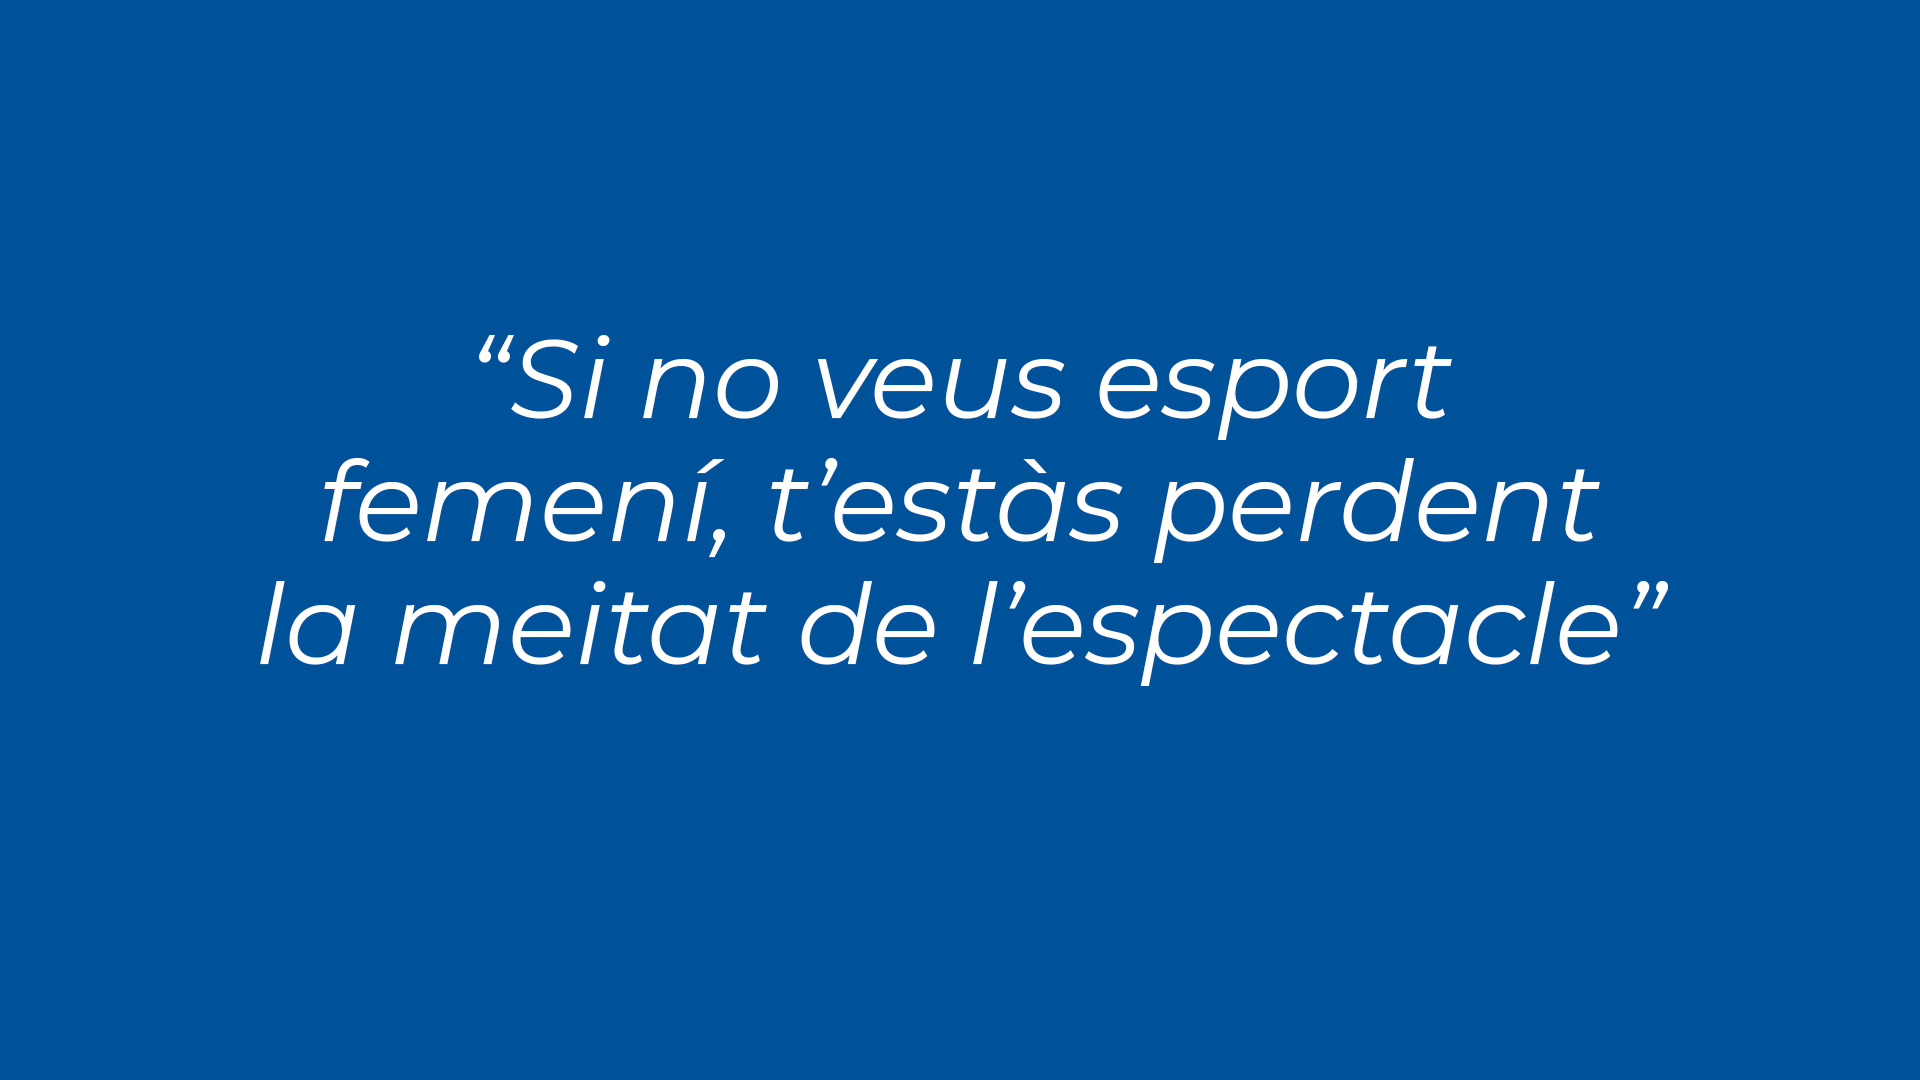 “Si no veus esport
femení, t’estàs perdent
la meitat de l’espectacle”